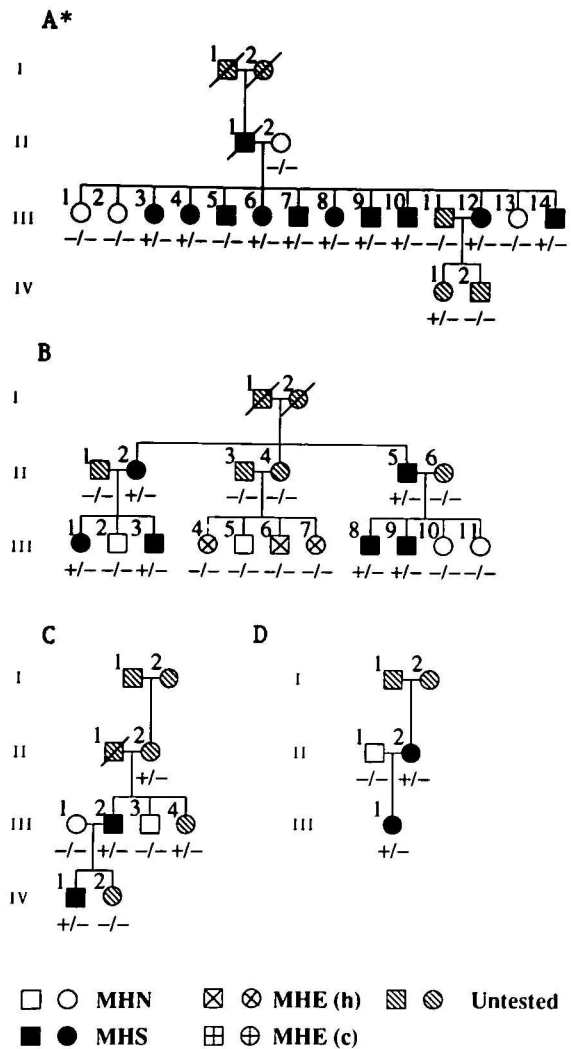 A*
1 2
I
1 2
II
−/−
1 2 3 4 5 6 7 8 9 10 11 12 13 14
III
−/− −/− +/− +/− −/− +/− +/− +/− +/− +/− −/− +/− −/− +/−
1 2
IV
+/− −/−
B
1 2
I
1 2 3 4 5 6
II
−/− +/− −/− −/− +/− −/−
1 2 3 4 5 6 7 8 9 10 11
III
+/− −/− +/− −/− −/− −/− −/− +/− +/− −/− −/−
C D
1 2 1 2
I I
1 2 1 2
II II
+/− −/− +/−
1 2 3 4 1
III III
−/− +/− −/− +/− +/−
1 2
IV
+/− −/−
MHN MHE (h) Untested
MHS MHE (c)